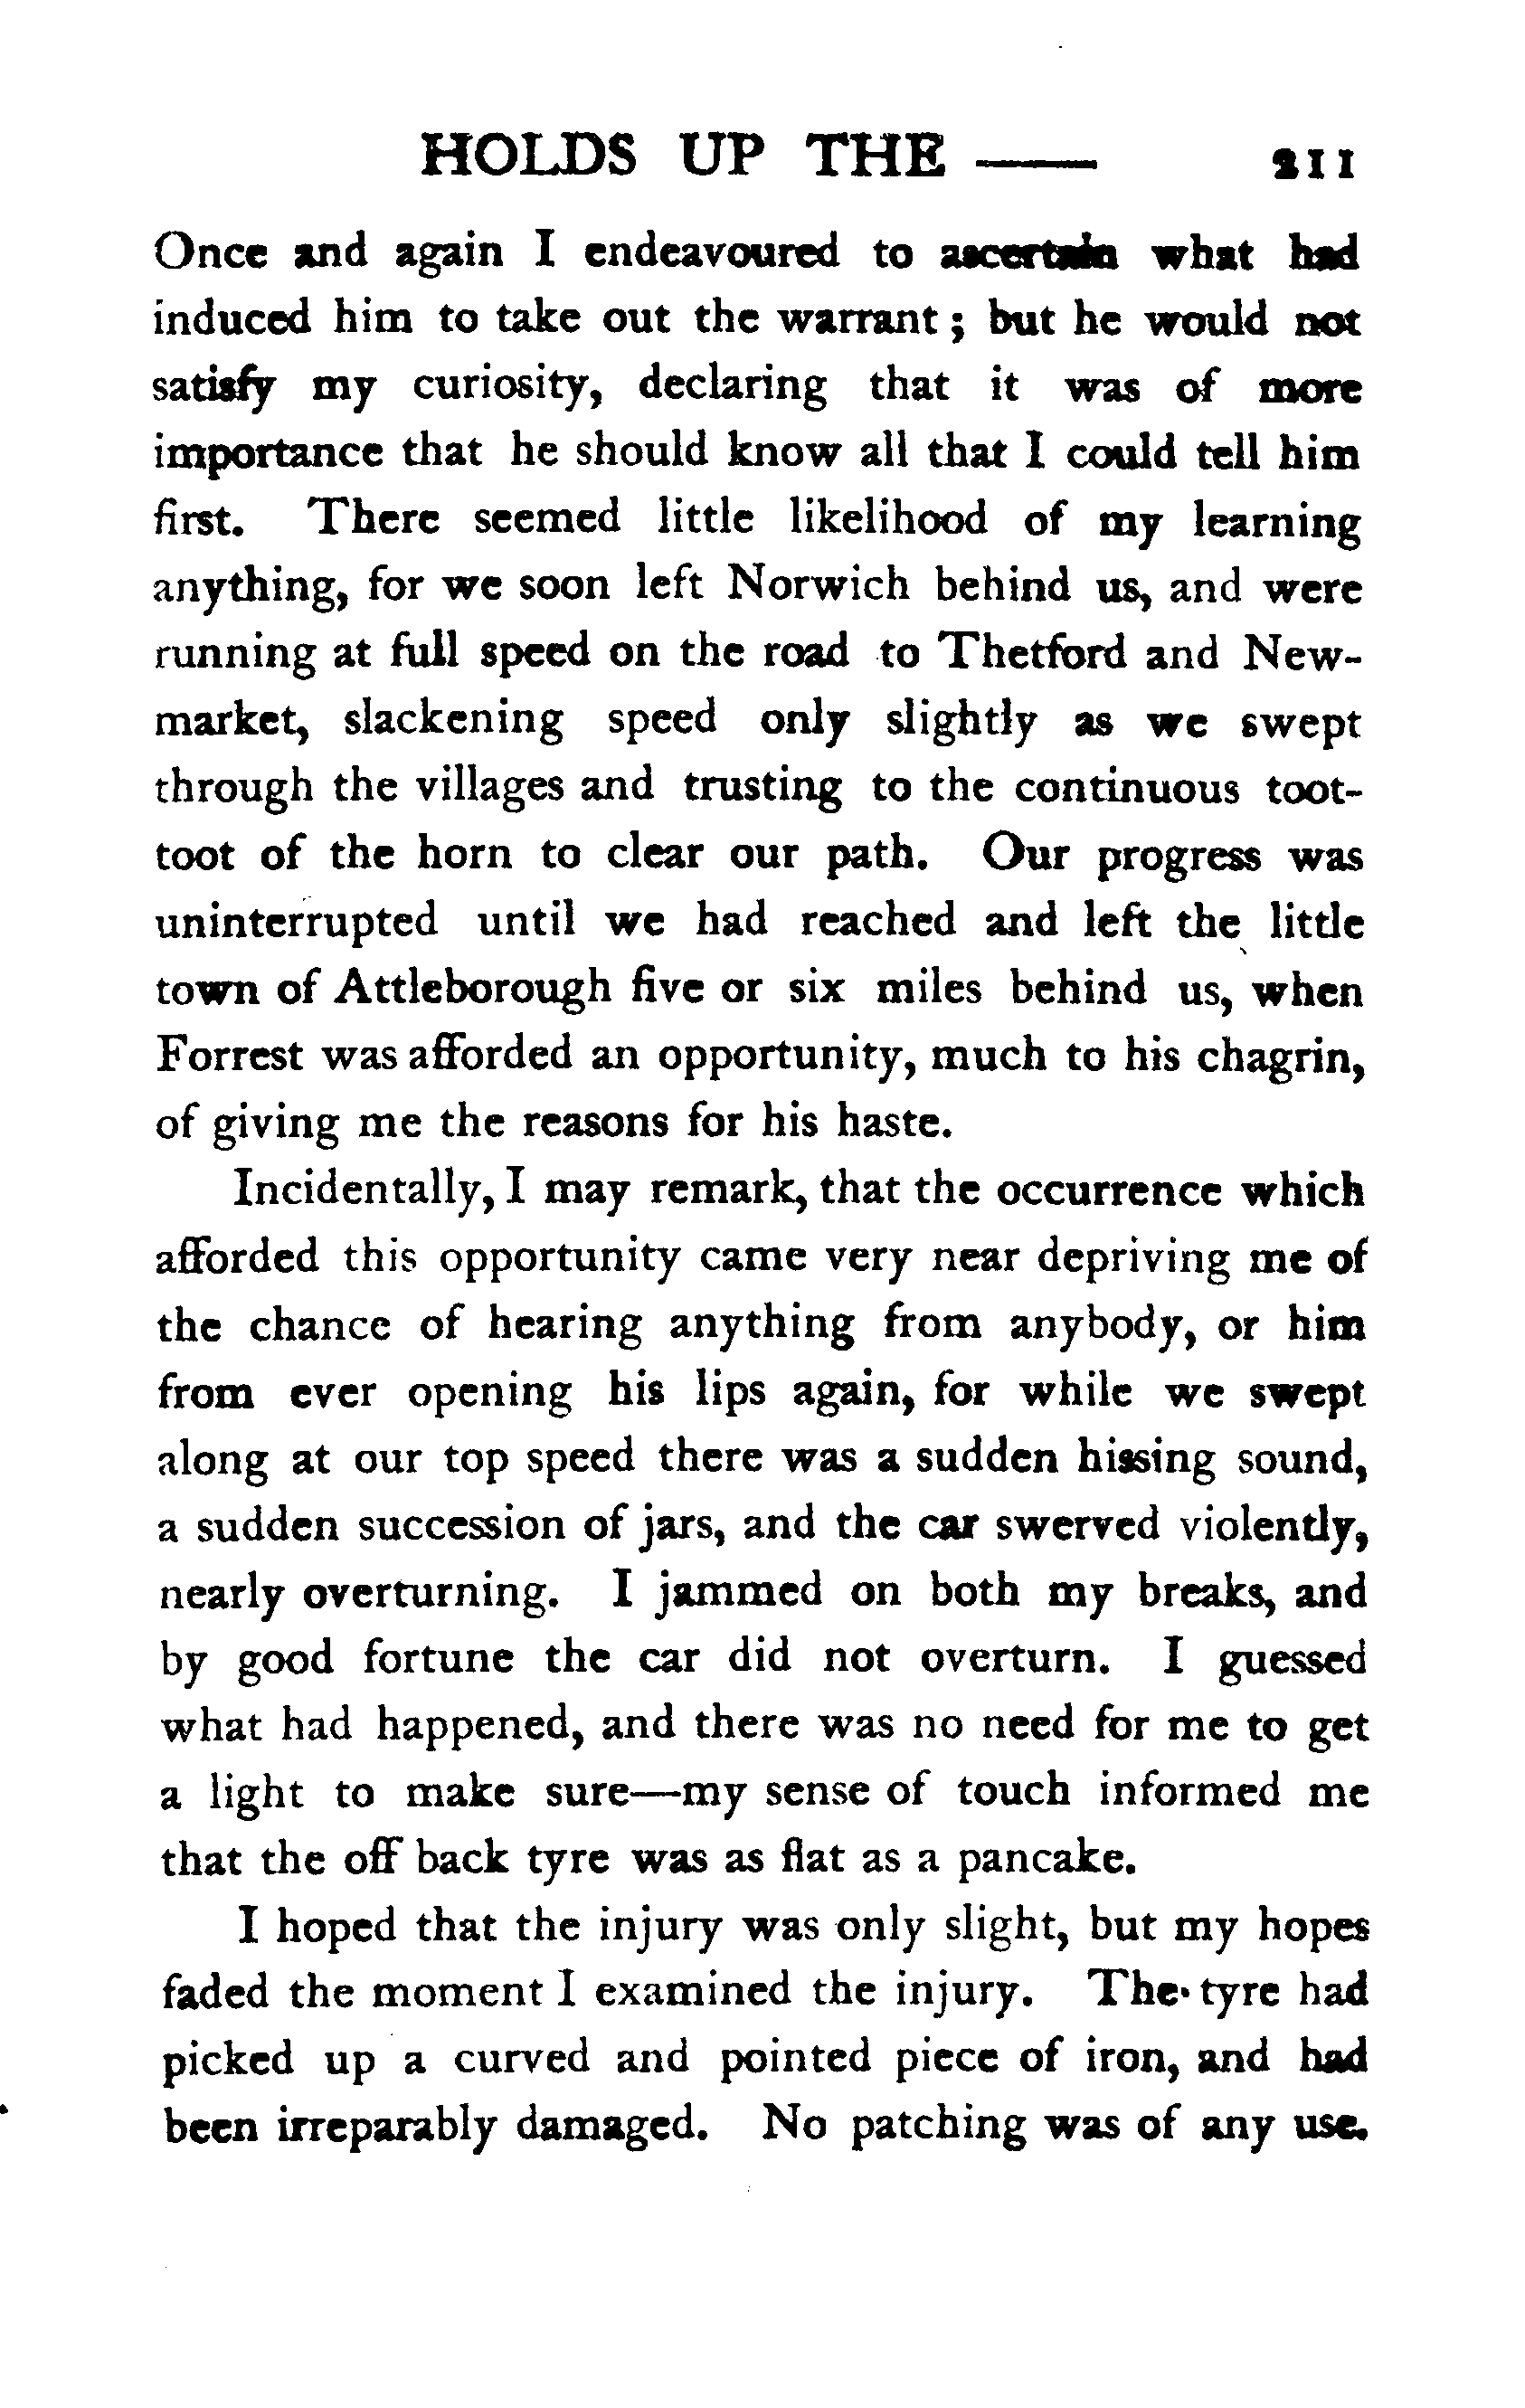 HOLDS UP THE —— 211
Once and again I endeavoured to ascertain what had
induced him to take out the warrant ; but he would not
satisfy my curiosity, declaring that it was of more
importance that he should know all that I could tell him
first. There seemed little likelihood of my learning
anything, for we soon left Norwich behind us, and were
running at full speed on the road to Thetford and New-
market, slackening speed only slightly as we swept
through the villages and trusting to the continuous toot-
toot of the horn to clear our path. Our progress was
uninterrupted until we had reached and left the little
town of Attleborough five or six miles behind us, when
Forrest was afforded an opportunity, much to his chagrin,
of giving me the reasons for his haste.
Incidentally, I may remark, that the occurrence which
afforded this opportunity came very near depriving me of
the chance of hearing anything from anybody, or him
from ever opening his lips again, for while we swept
along at our top speed there was a sudden hissing sound,
a sudden succession of jars, and the car swerved violently,
nearly overturning. I jammed on both my breaks, and
by good fortune the car did not overturn. I guessed
what had happened, and there was no need for me to get
a light to make sure—my sense of touch informed me
that the off back tyre was as flat as a pancake.
I hoped that the injury was only slight, but my hopes
faded the moment I examined the injury. The tyre had
picked up a curved and pointed piece of iron, and had
been irreparably damaged. No patching was of any use.